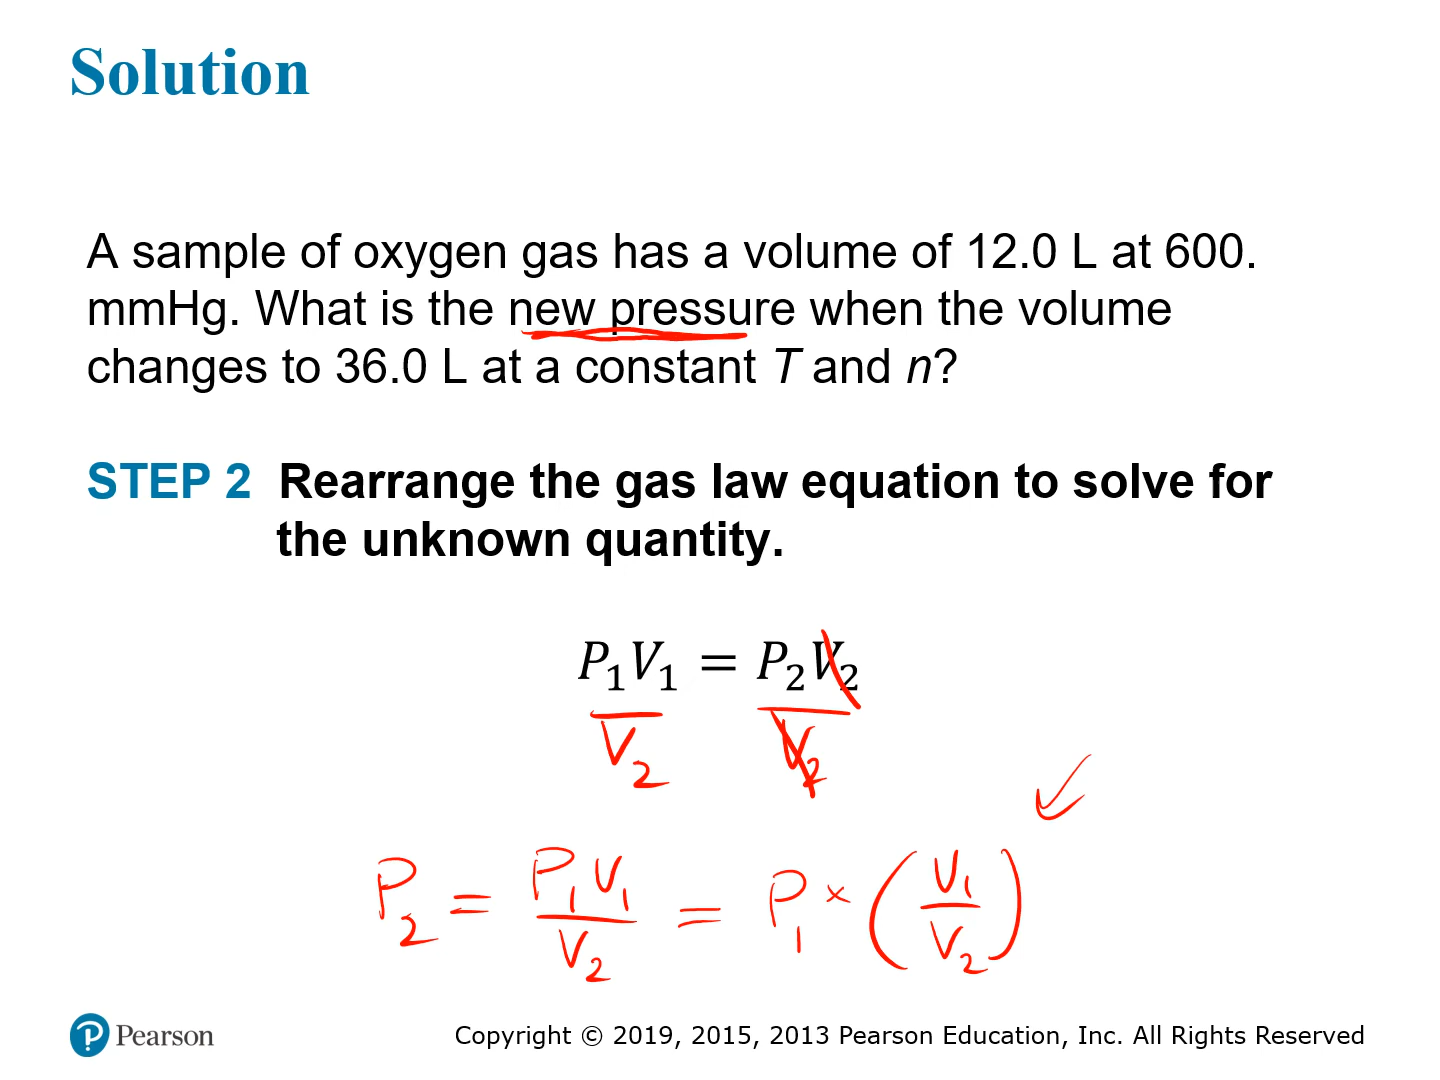 Solution
A sample of oxygen gas has a volume of 12.0 L at 600.
mmHg. What is the new pressure when the volume
changes to 36.0 L at a constant T and n?
STEP 2 Rearrange the gas law equation to solve for
the unknown quantity.
P₁V₁ = P₂V₂
V₂ V₂
P₂ = P₁V₁/V₂ = P₁ × (V₁/V₂)
Pearson
Copyright © 2019, 2015, 2013 Pearson Education, Inc. All Rights Reserved